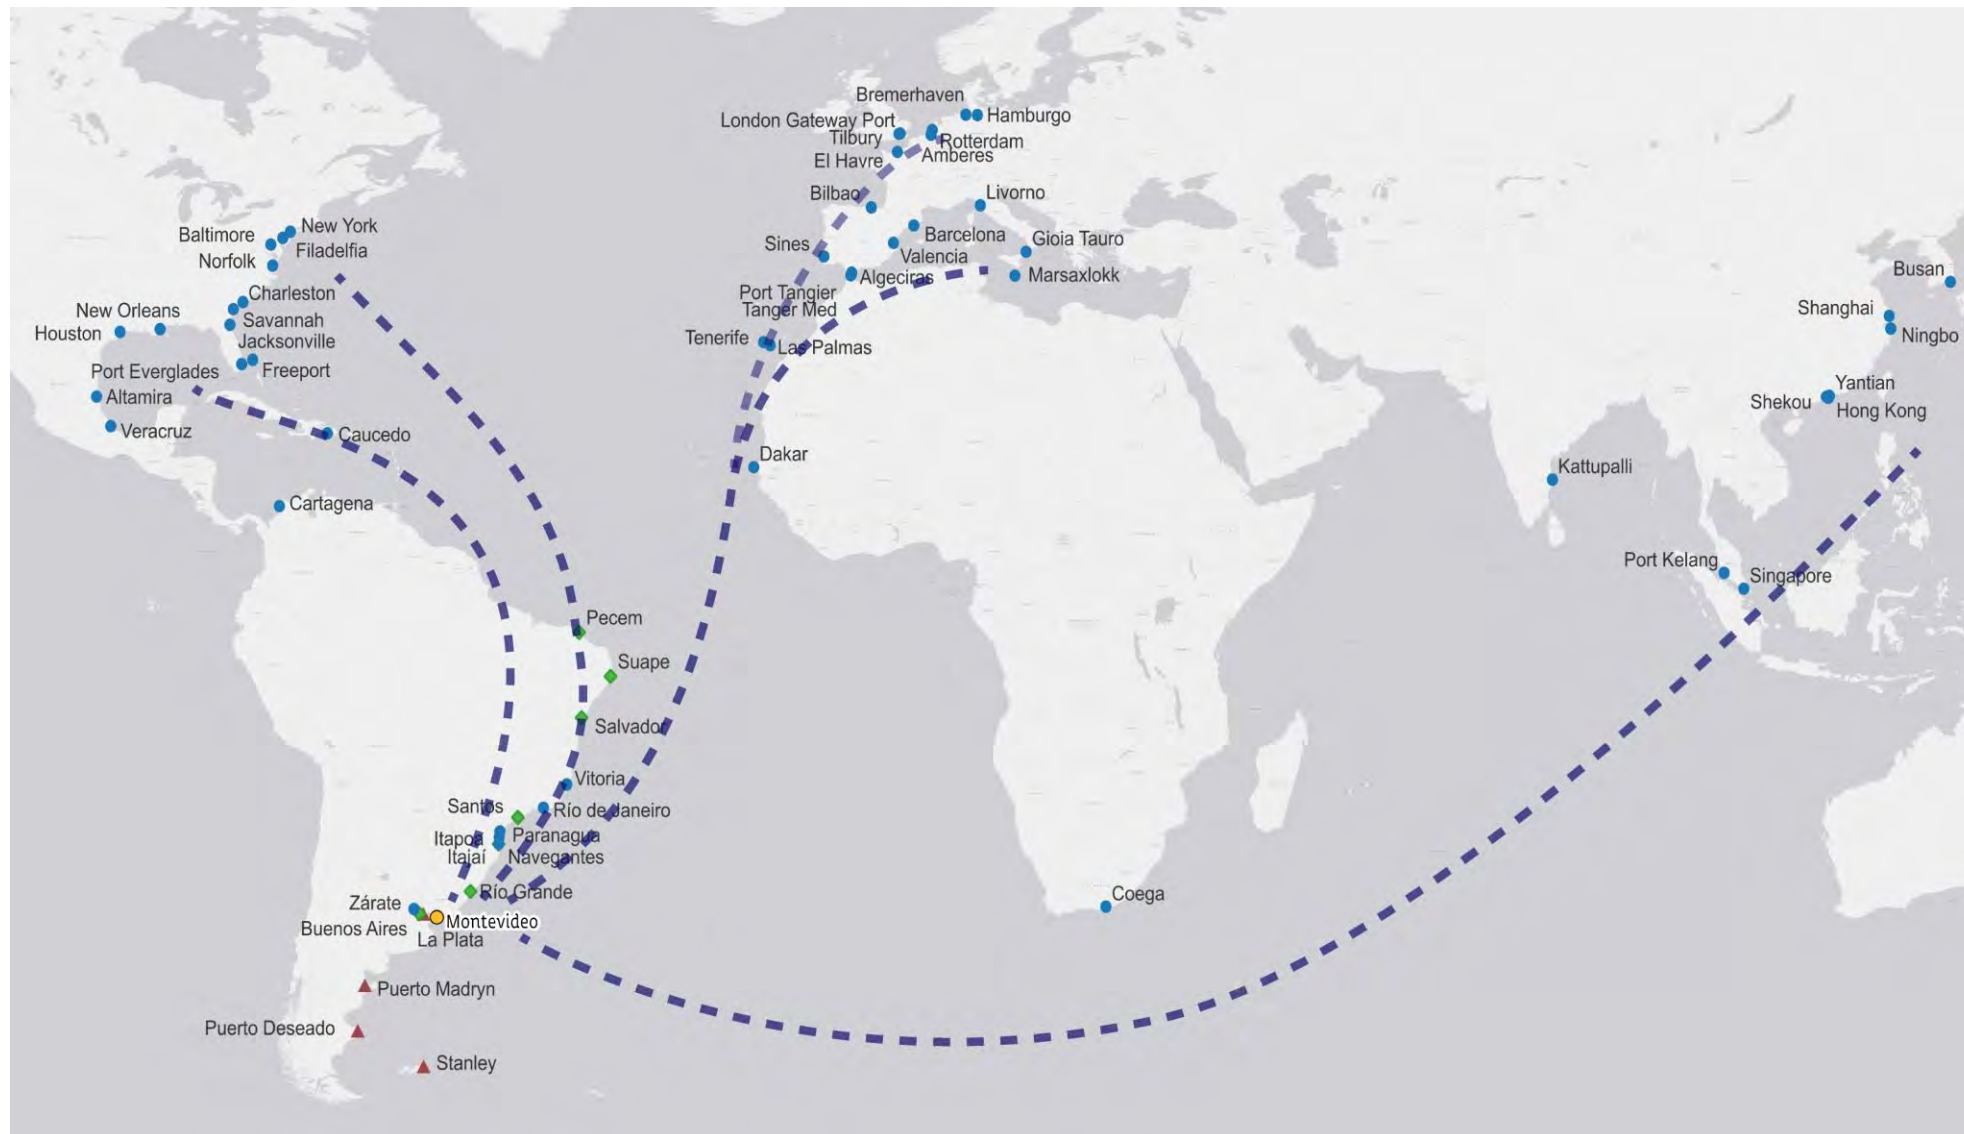 Bremerhaven
Hamburgo
London Gateway Port
Tilbury
Rotterdam
El Havre
Amberes
Bilbao
Livorno
Baltimore
New York
Filadelfia
Norfolk
Sines
Barcelona
Valencia
Gioia Tauro
Algeciras
Marsaxlokk
Port Tangier
Tanger Med
Busan
Shanghai
Ningbo
New Orleans
Charleston
Houston
Savannah
Jacksonville
Tenerife
Las Palmas
Port Everglades
Freeport
Altamira
Veracruz
Caucedo
Dakar
Cartagena
Yantian
Shekou
Hong Kong
Kattupalli
Port Kelang
Singapore
Pecem
Suape
Salvador
Vitoria
Santos
Río de Janeiro
Itapoa
Paranagua
Itajaí
Navegantes
Río Grande
Zárate
Montevideo
Buenos Aires
La Plata
Coega
Puerto Madryn
Puerto Deseado
Stanley